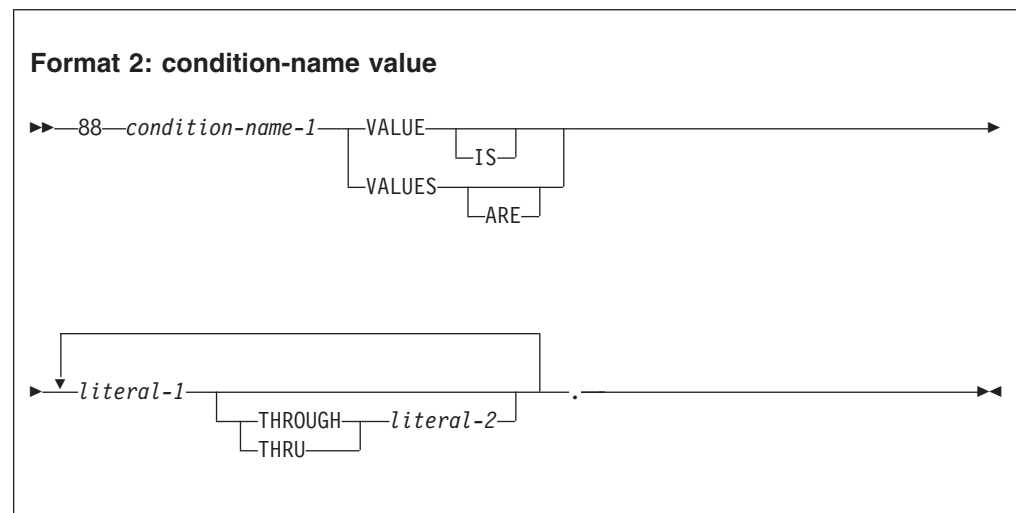 Format 2: condition-name value
88 condition-name-1 VALUE
IS
VALUES
ARE
literal-1 .
THROUGH literal-2
THRU